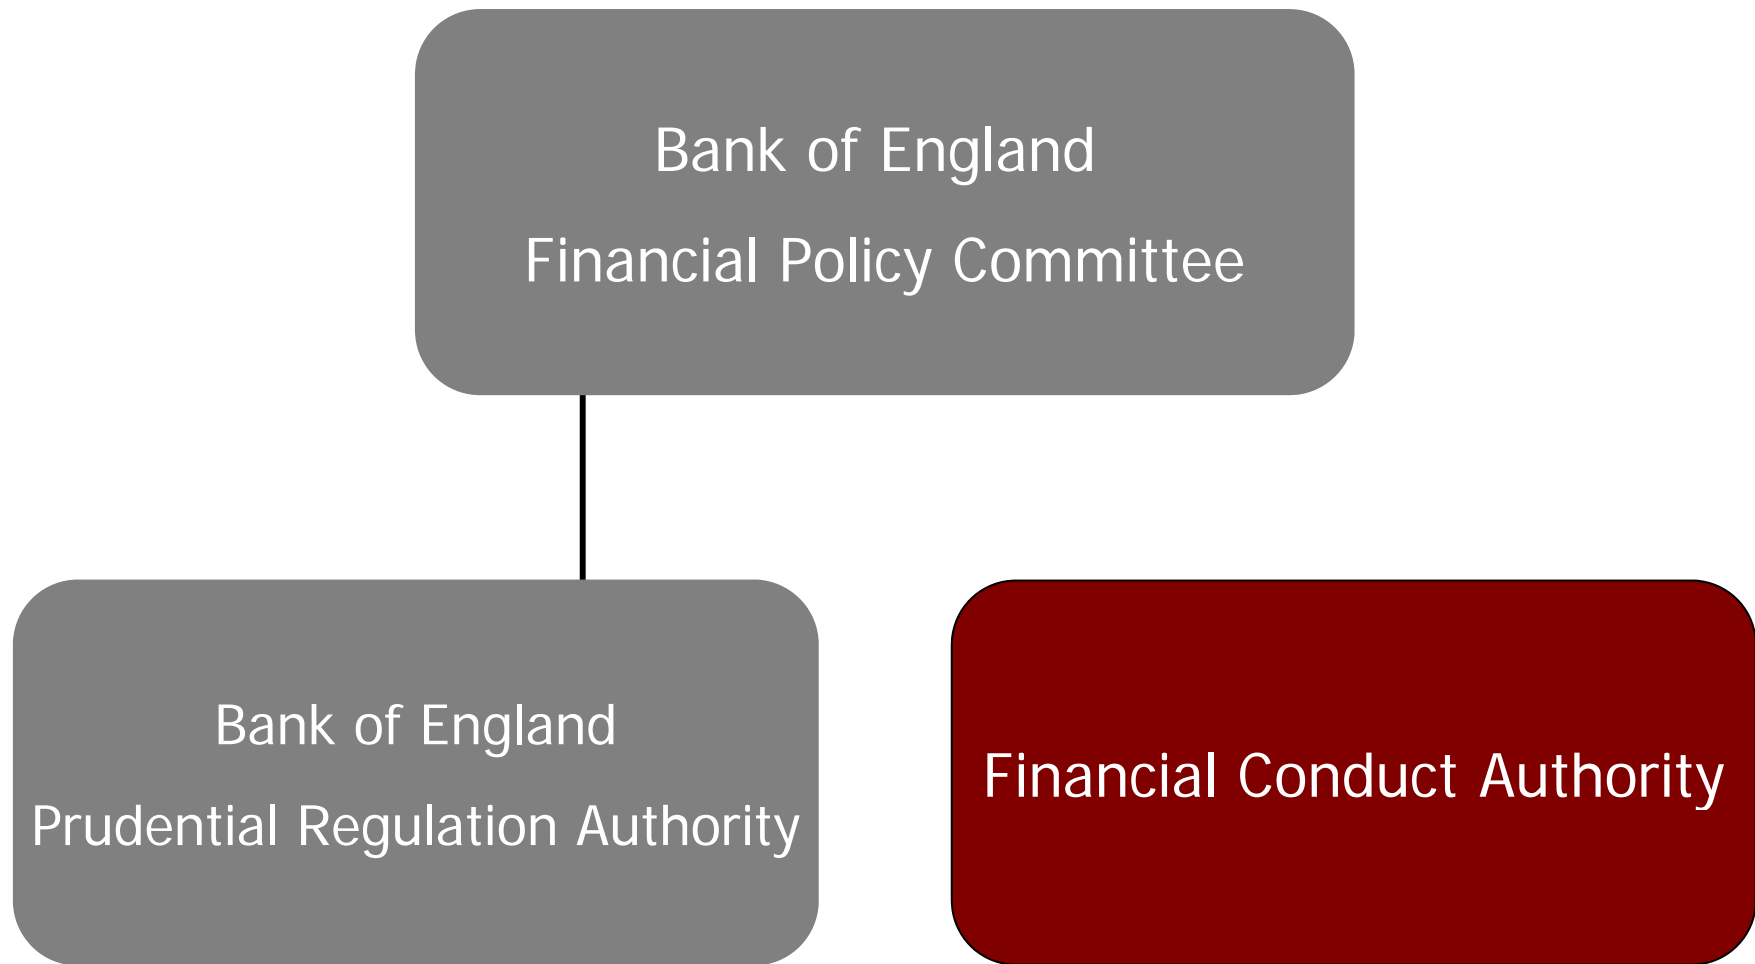 Bank of England
Financial Policy Committee
Bank of England
Prudential Regulation Authority
Financial Conduct Authority